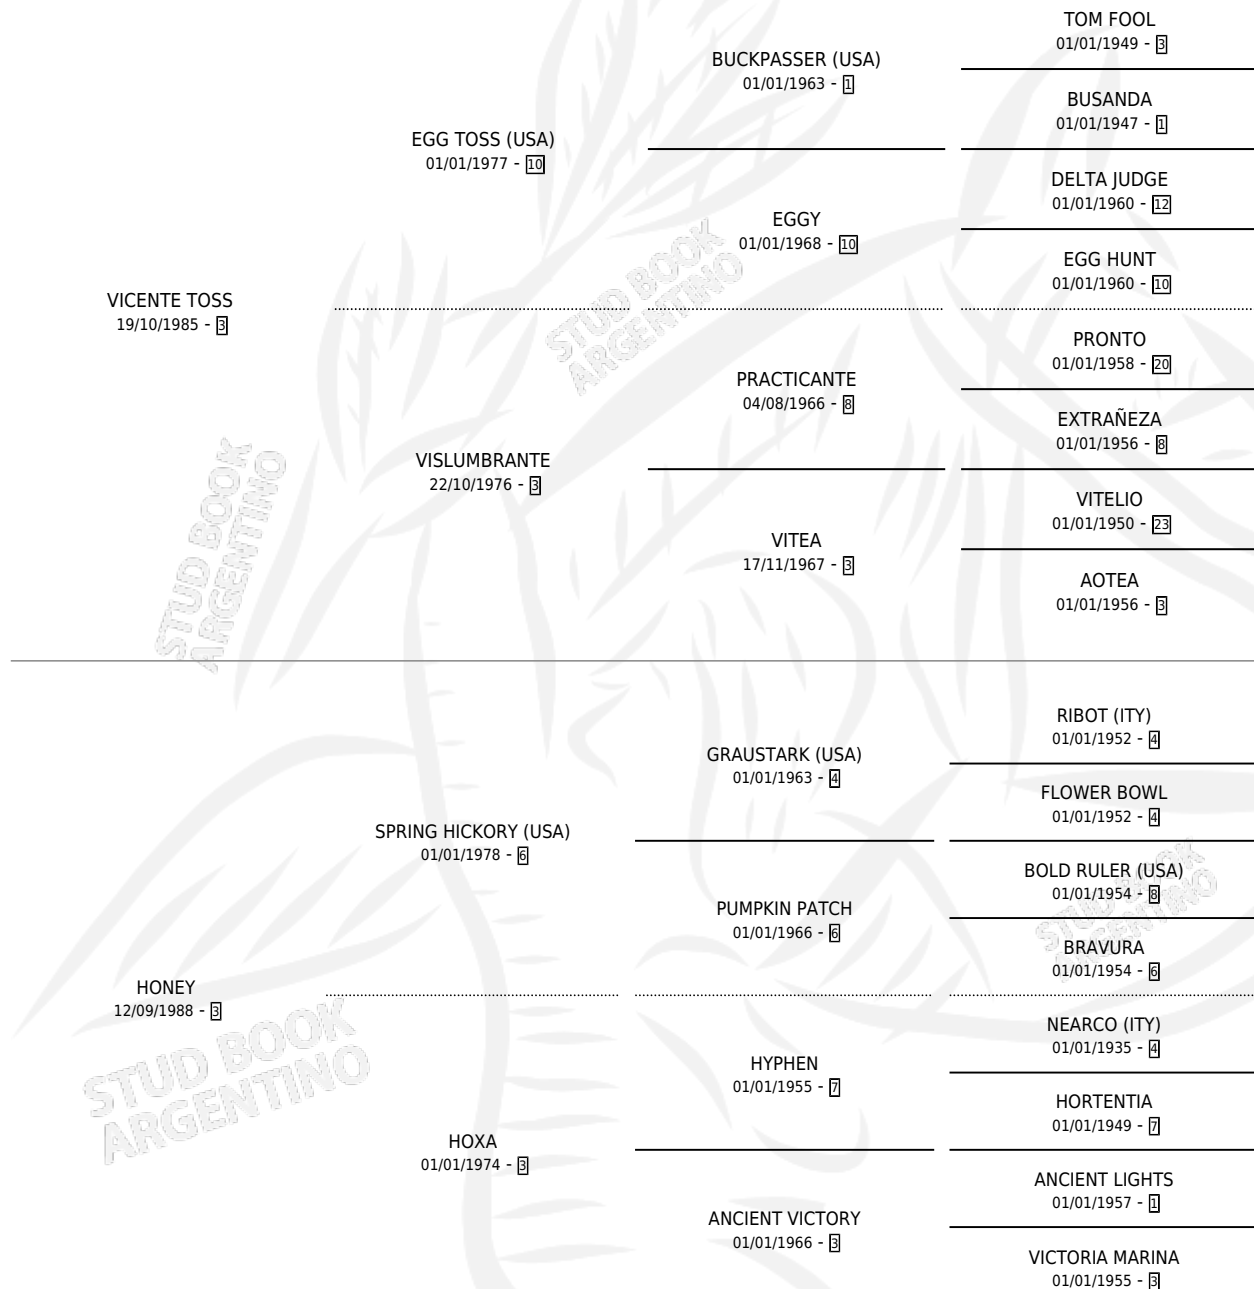 TOM FOOL
01/01/1949 - 3
BUCKPASSER (USA)
01/01/1963 - 1
BUSANDA
01/01/1947 - 1
EGG TOSS (USA)
01/01/1977 - 10
DELTA JUDGE
01/01/1960 - 12
EGGY
01/01/1968 - 10
EGG HUNT
01/01/1960 - 10
VICENTE TOSS
19/10/1985 - 3
PRONTO
01/01/1958 - 20
PRACTICANTE
04/08/1966 - 8
EXTRAÑEZA
01/01/1956 - 8
VISLUMBRANTE
22/10/1976 - 3
VITELIO
01/01/1950 - 23
VITEA
17/11/1967 - 3
AOTEA
01/01/1956 - 3
RIBOT (ITY)
01/01/1952 - 4
GRAUSTARK (USA)
01/01/1963 - 4
FLOWER BOWL
01/01/1952 - 4
SPRING HICKORY (USA)
01/01/1978 - 6
BOLD RULER (USA)
01/01/1954 - 8
PUMPKIN PATCH
01/01/1966 - 6
BRAVURA
01/01/1954 - 6
HONEY
12/09/1988 - 3
NEARCO (ITY)
01/01/1935 - 4
HYPHEN
01/01/1955 - 7
HORTENTIA
01/01/1949 - 7
HOXA
01/01/1974 - 3
ANCIENT LIGHTS
01/01/1957 - 1
ANCIENT VICTORY
01/01/1966 - 3
VICTORIA MARINA
01/01/1955 - 3
STUD BOOK
ARGENTINO
STUD BOOK
ARGENTINO
STUD BOOK
ARGENTINO
STUD BOOK
ARGENTINO